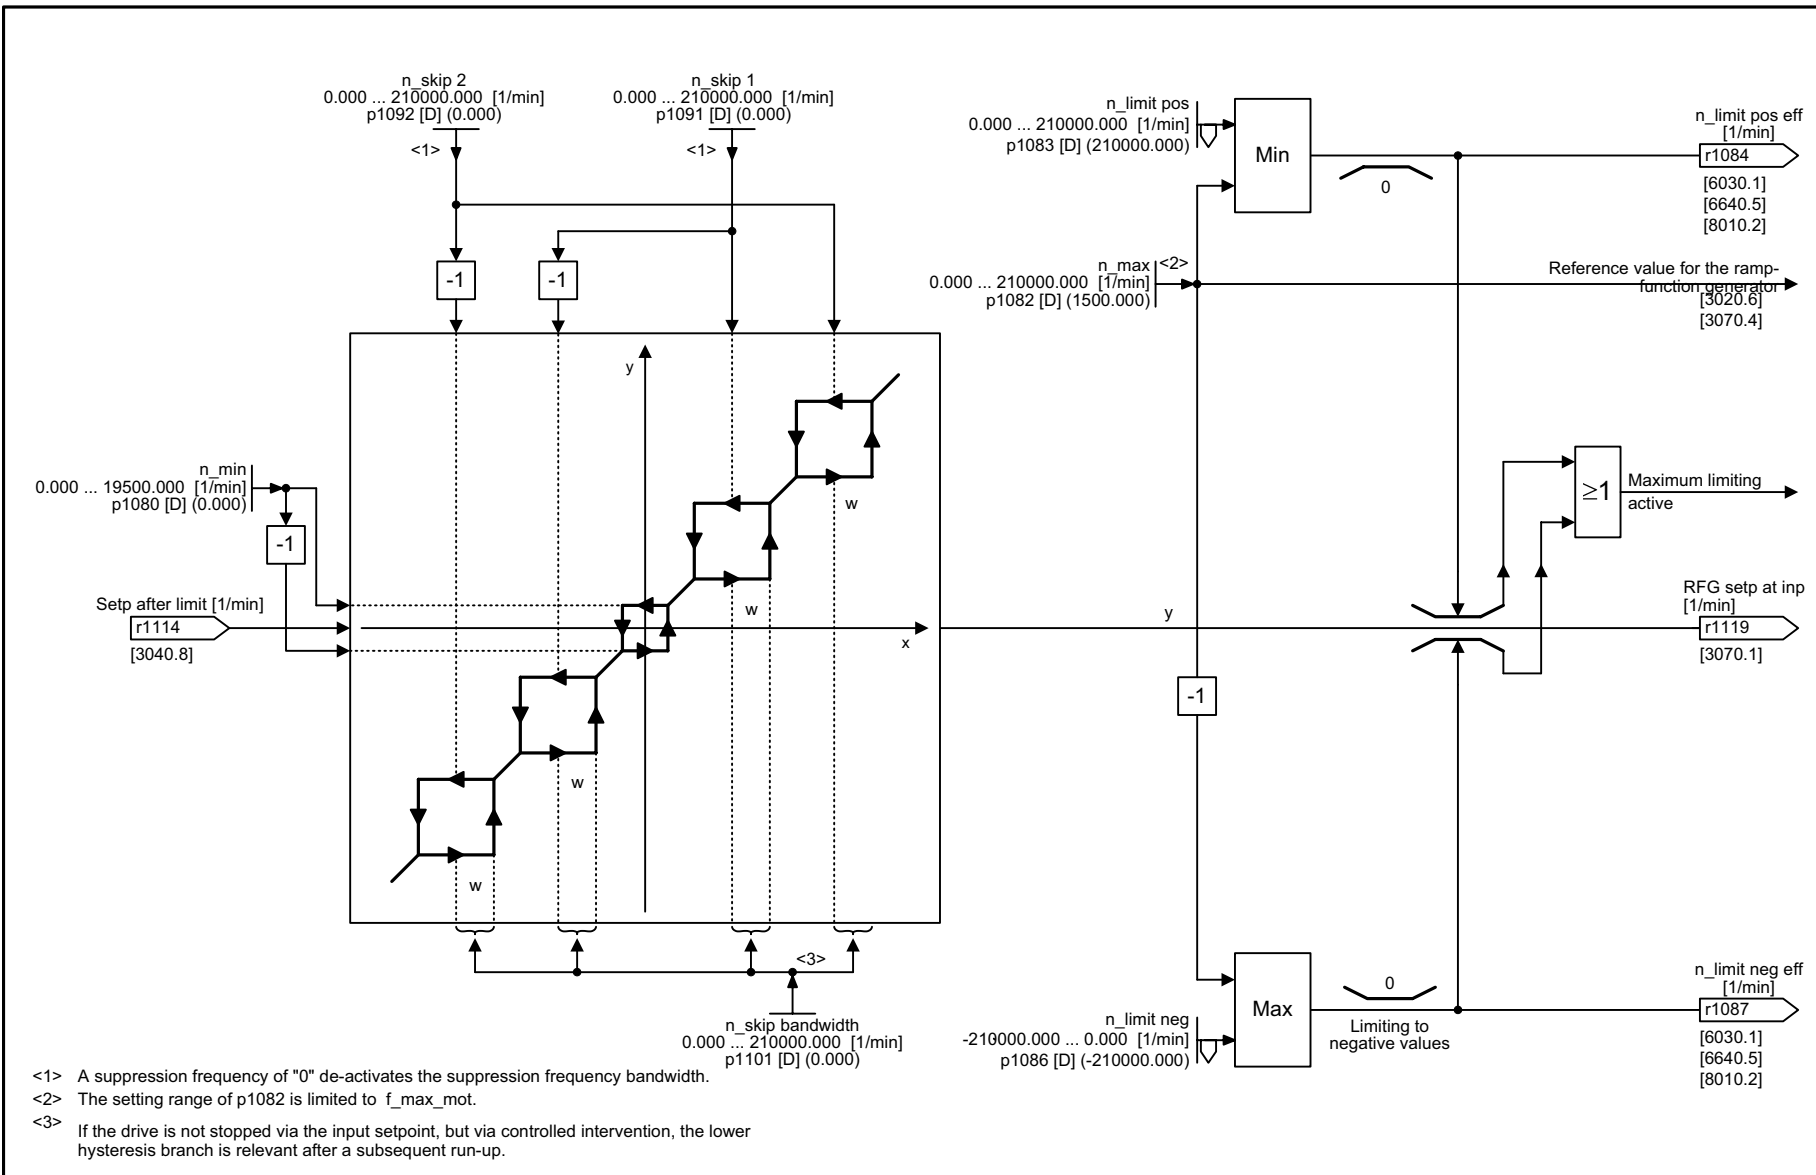 n_skip 2
0.000 ... 210000.000 [1/min]
p1092 [D] (0.000)
<1>
n_skip 1
0.000 ... 210000.000 [1/min]
p1091 [D] (0.000)
<1>
-1
-1
n_min
0.000 ... 19500.000 [1/min]
p1080 [D] (0.000)
-1
Setp after limit [1/min]
r1114
[3040.8]
y
x
w
w
w
w
<3>
n_skip bandwidth
0.000 ... 210000.000 [1/min]
p1101 [D] (0.000)
n_limit pos
0.000 ... 210000.000 [1/min]
p1083 [D] (210000.000)
Min
0
n_limit pos eff
[1/min]
r1084
[6030.1]
[6640.5]
[8010.2]
n_max
<2>
0.000 ... 210000.000 [1/min]
p1082 [D] (1500.000)
Reference value for the ramp-
function generator
[3020.6]
[3070.4]
≥1
Maximum limiting
active
y
RFG setp at inp
[1/min]
r1119
[3070.1]
-1
n_limit neg
-210000.000 ... 0.000 [1/min]
p1086 [D] (-210000.000)
Max
0
Limiting to
negative values
n_limit neg eff
[1/min]
r1087
[6030.1]
[6640.5]
[8010.2]
<1> A suppression frequency of "0" de-activates the suppression frequency bandwidth.
<2> The setting range of p1082 is limited to f_max_mot.
<3> If the drive is not stopped via the input setpoint, but via controlled intervention, the lower
hysteresis branch is relevant after a subsequent run-up.